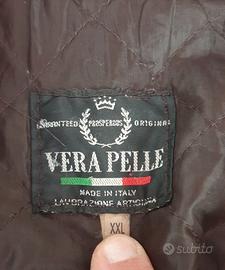 GUARANTEED PROSPEROUS ORIGINAL
VERA PELLE
MADE IN ITALY
LAVORAZIONE ARTIGIANA
XXL
subito